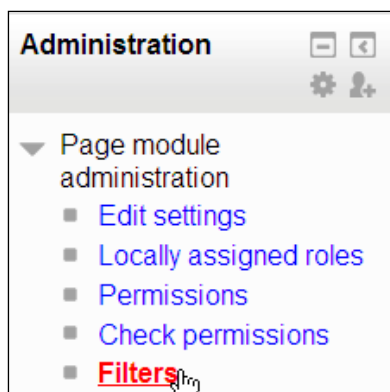 Administration
Page module
administration
Edit settings
Locally assigned roles
Permissions
Check permissions
Filters